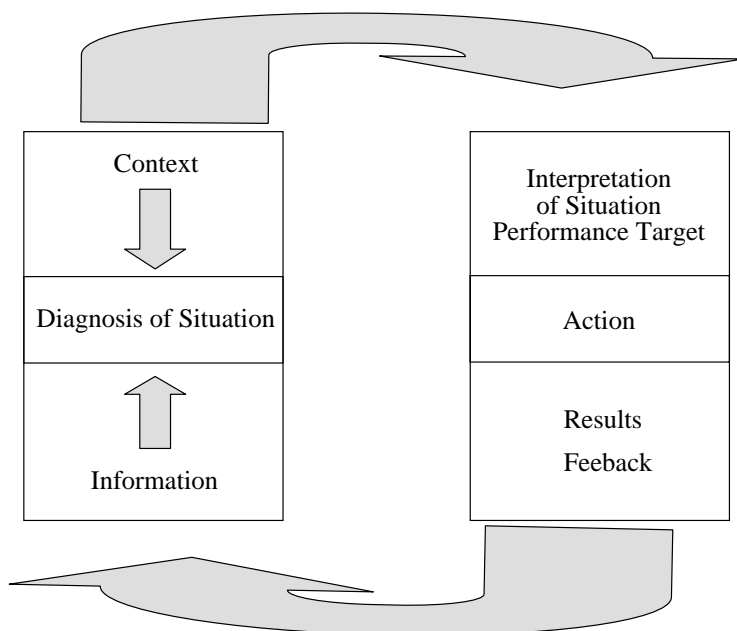 Context
Diagnosis of Situation
Information
Interpretation
of Situation
Performance Target
Action
Results
Feeback